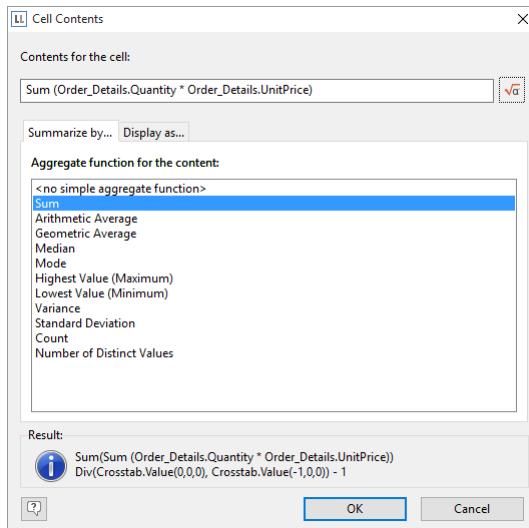 LL Cell Contents
Contents for the cell:
Sum (Order_Details.Quantity * Order_Details.UnitPrice)
√α
Summarize by... Display as...
Aggregate function for the content:
<no simple aggregate function>
Sum
Arithmetic Average
Geometric Average
Median
Mode
Highest Value (Maximum)
Lowest Value (Minimum)
Variance
Standard Deviation
Count
Number of Distinct Values
Result:
Sum(Sum (Order_Details.Quantity * Order_Details.UnitPrice))
Div(Crosstab.Value(0,0,0), Crosstab.Value(-1,0,0)) - 1
? OK Cancel